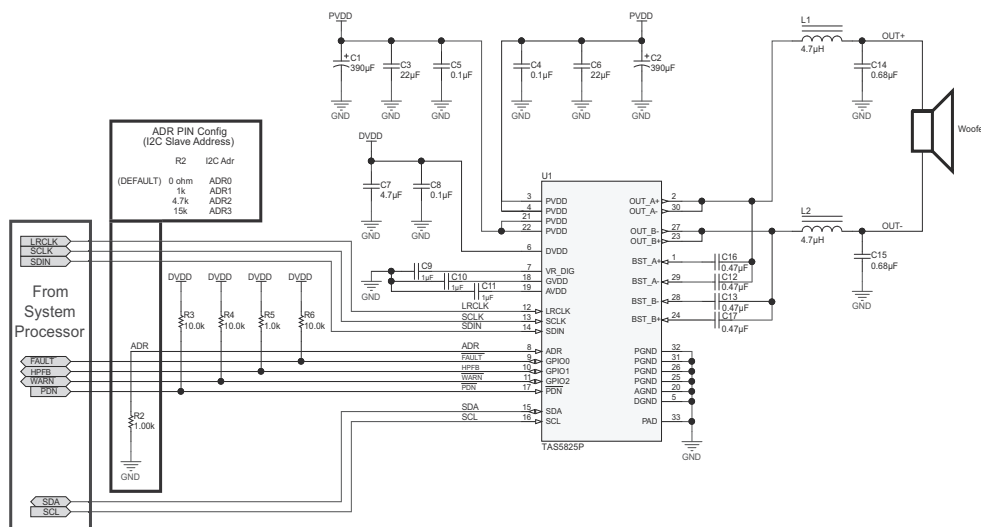 PVDD
C1
390µF
C3
22µF
C5
0.1µF
GND
GND
GND
PVDD
C4
0.1µF
C6
22µF
C2
390µF
GND
GND
GND
L1
4.7µH
OUT+
C14
0.68µF
GND
ADR PIN Config
(I2C Slave Address)
R2 I2C Adr
(DEFAULT) 0 ohm ADR0
1k ADR1
4.7k ADR2
15k ADR3
DVDD
C7
4.7µF
C8
0.1µF
GND
GND
L2
4.7µH
OUT-
C15
0.68µF
GND
LRCLK
SCLK
SDIN
From
System
Processor
FAULT
HPFB
WARN
PDN
SDA
SCL
DVDD DVDD DVDD DVDD
R3
10.0k
R4
10.0k
R5
1.0k
R6
10.0k
ADR
R2
1.00k
GND
GND
C9
1µF
C10
1µF
C11
1µF
LRCLK
SCLK
SDIN
ADR
FAULT
HPFB
WARN
PDN
SDA
SCL
U1
3 PVDD
4 PVDD
21 PVDD
22 PVDD
6 DVDD
7 VR_DIG
18 GVDD
19 AVDD
12 LRCLK
13 SCLK
14 SDIN
8 ADR
9 GPIO0
10 GPIO1
11 GPIO2
17 PDN
15 SDA
16 SCL
OUT_A+ 2
OUT_A- 30
OUT_B- 27
OUT_B+ 23
BST_A+ 1
BST_A- 29
BST_B- 28
BST_B+ 24
PGND 32
PGND 31
PGND 26
PGND 25
AGND 20
DGND 5
PAD 33
TAS5825P
C16
0.47µF
C12
0.47µF
C13
0.47µF
C17
0.47µF
GND